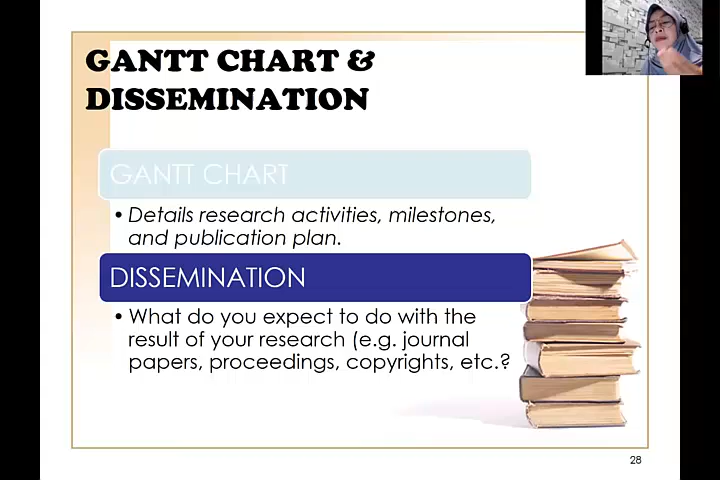 GANTT CHART &
DISSEMINATION
GANTT CHART
• Details research activities, milestones,
and publication plan.
DISSEMINATION
• What do you expect to do with the
result of your research (e.g. journal
papers, proceedings, copyrights, etc.?
28